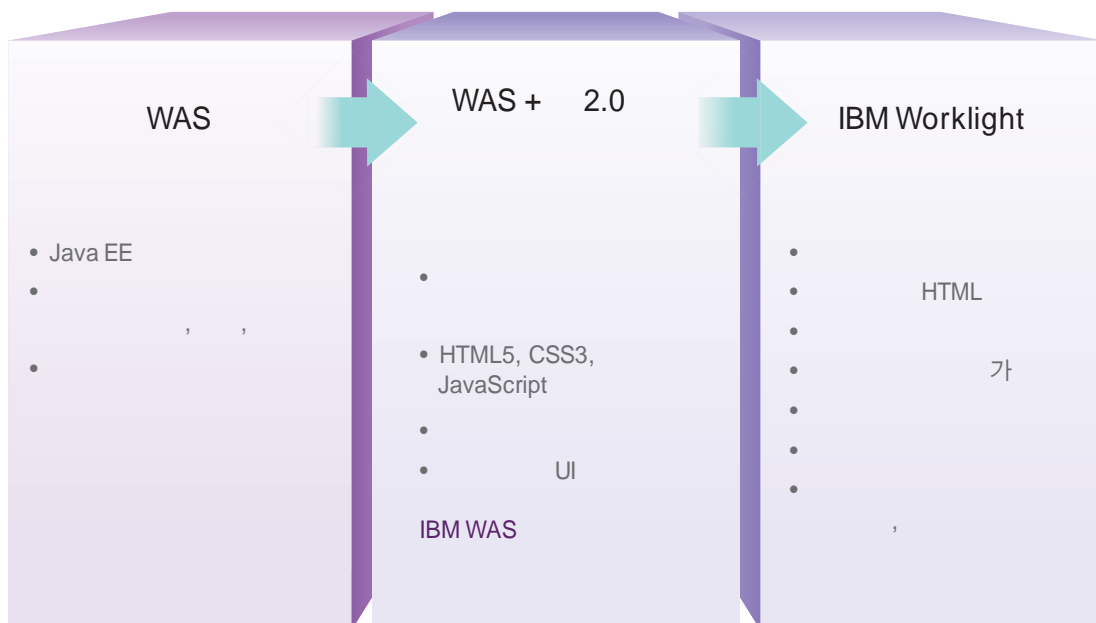 WAS
• Java EE
•
, ,
•
WAS + 2.0
•
• HTML5, CSS3,
JavaScript
•
• UI
IBM WAS
IBM Worklight
•
• HTML
•
• 가
•
•
•
,